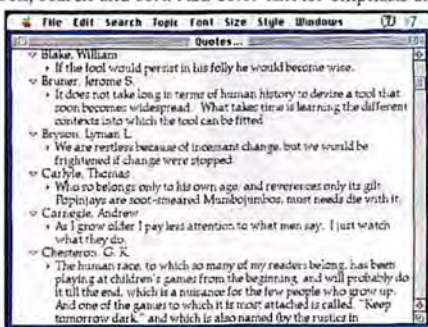 File Edit Search Topic Font Size Style Windows
Quotes...
Blake, William
If the fool would persist in his folly he would become wise.
Bruner, Jerome S.
It does not take long in terms of human history to devise a tool that
soon becomes widespread. What takes time is learning the different
contexts into which the tool can be fitted
Bryson, Lyman L
We are restless because of incessant change, but we would be
frightened if change were stopped.
Carlyle, Thomas
Who so belongs only to his own age, and reverences only its gilt
Popinjays are soot-smeared Mumbojumbos, must needs die with it.
Carnegie, Andrew
As I grow older I pay less attention to what men say. I just watch
what they do.
Chesterton, G. K.
The human race, to which so many of my readers belong, has been
playing at children's games from the beginning, and will probably do
it till the end, which is a nuisance for the few people who grow up.
And one of the games to which it is most attached is called, "Keep
tomorrow dark," and which is also named (by the rustics in